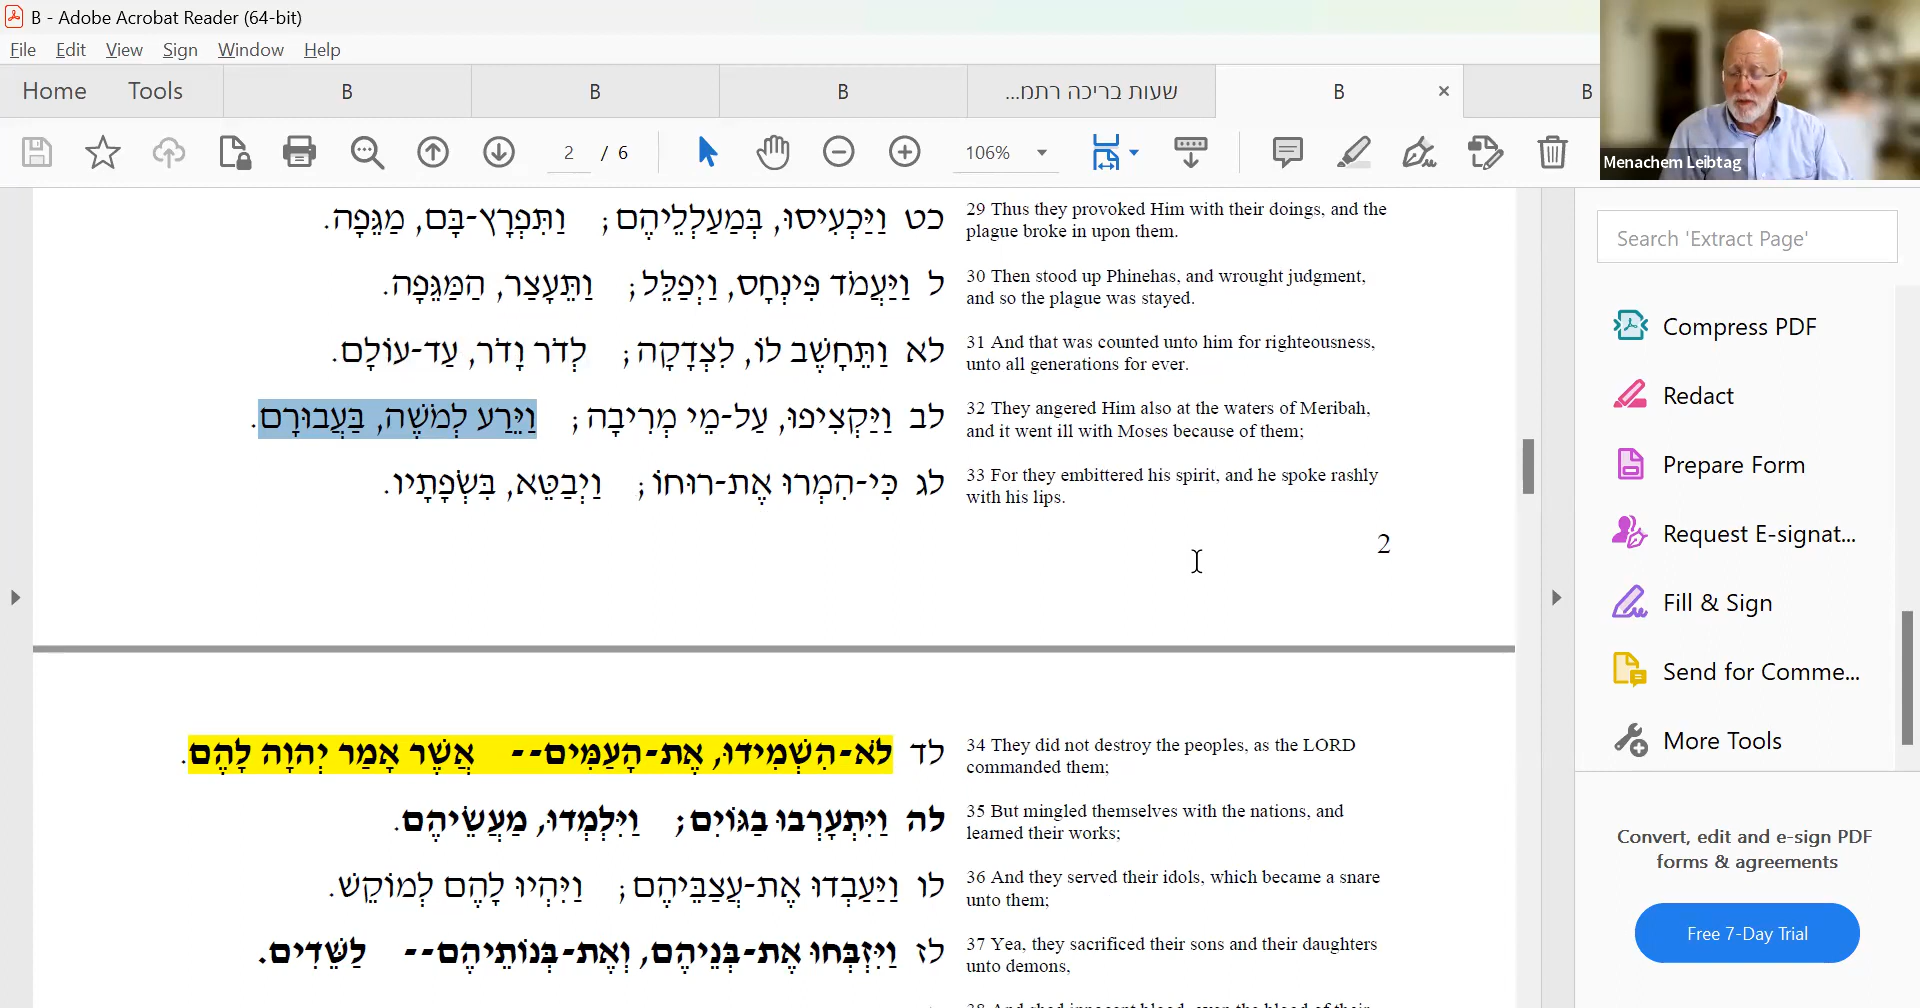 B - Adobe Acrobat Reader (64-bit)
File Edit View Sign Window Help
Home Tools B B B שעות בריכה רתמ... B × B
2 / 6 106%
Menachem Leibtag
כט וַיַּכְעִיסוּ, בְּמַעַלְלֵיהֶם; וַתִּפְרָץ-בָּם, מַגֵּפָה.
29 Thus they provoked Him with their doings, and the
plague broke in upon them.
ל וַיַּעֲמֹד פִּינְחָס, וַיְפַלֵּל; וַתֵּעָצַר, הַמַּגֵּפָה.
30 Then stood up Phinehas, and wrought judgment,
and so the plague was stayed.
לא וַתֵּחָשֶׁב לוֹ, לִצְדָקָה; לְדֹר וָדֹר, עַד-עוֹלָם.
31 And that was counted unto him for righteousness,
unto all generations for ever.
לב וַיַּקְצִיפוּ, עַל-מֵי מְרִיבָה; וַיֵּרַע לְמֹשֶׁה, בַּעֲבוּרָם.
32 They angered Him also at the waters of Meribah,
and it went ill with Moses because of them;
לג כִּי-הִמְרוּ אֶת-רוּחוֹ; וַיְבַטֵּא, בִּשְׂפָתָיו.
33 For they embittered his spirit, and he spoke rashly
with his lips.
2
לד לֹא-הִשְׁמִידוּ, אֶת-הָעַמִּים-- אֲשֶׁר אָמַר יְהוָה לָהֶם.
34 They did not destroy the peoples, as the LORD
commanded them;
לה וַיִּתְעָרְבוּ בַגּוֹיִם; וַיִּלְמְדוּ, מַעֲשֵׂיהֶם.
35 But mingled themselves with the nations, and
learned their works;
לו וַיַּעַבְדוּ אֶת-עֲצַבֵּיהֶם; וַיִּהְיוּ לָהֶם לְמוֹקֵשׁ.
36 And they served their idols, which became a snare
unto them;
לז וַיִּזְבְּחוּ אֶת-בְּנֵיהֶם, וְאֶת-בְּנוֹתֵיהֶם-- לַשֵּׁדִים.
37 Yea, they sacrificed their sons and their daughters
unto demons,
Search 'Extract Page'
Compress PDF
Redact
Prepare Form
Request E-signat...
Fill & Sign
Send for Comme...
More Tools
Convert, edit and e-sign PDF
forms & agreements
Free 7-Day Trial